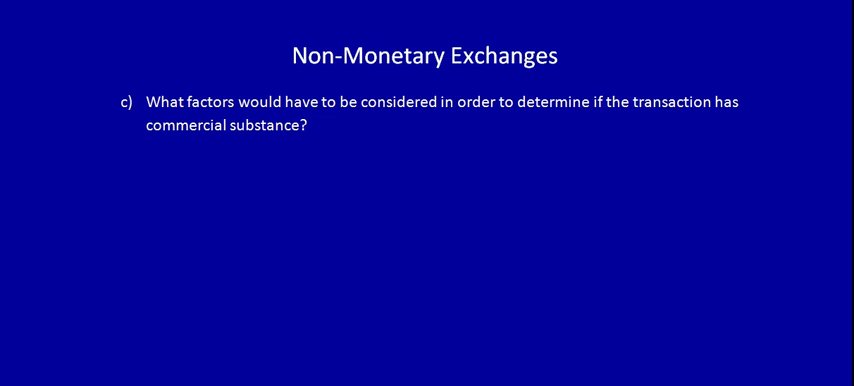 Non-Monetary Exchanges
c) What factors would have to be considered in order to determine if the transaction has
commercial substance?